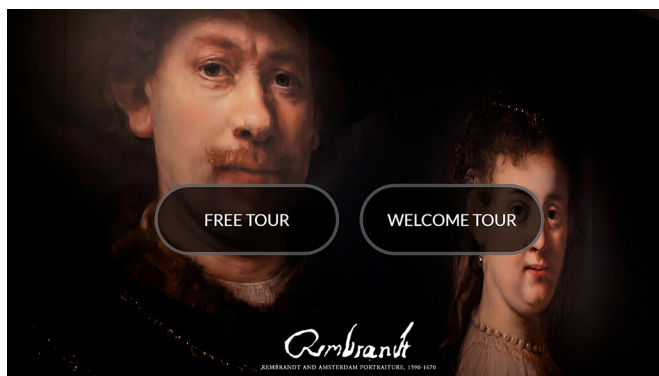 FREE TOUR
WELCOME TOUR
Rembrandt
REMBRANDT AND AMSTERDAM PORTRAITURE, 1590-1670